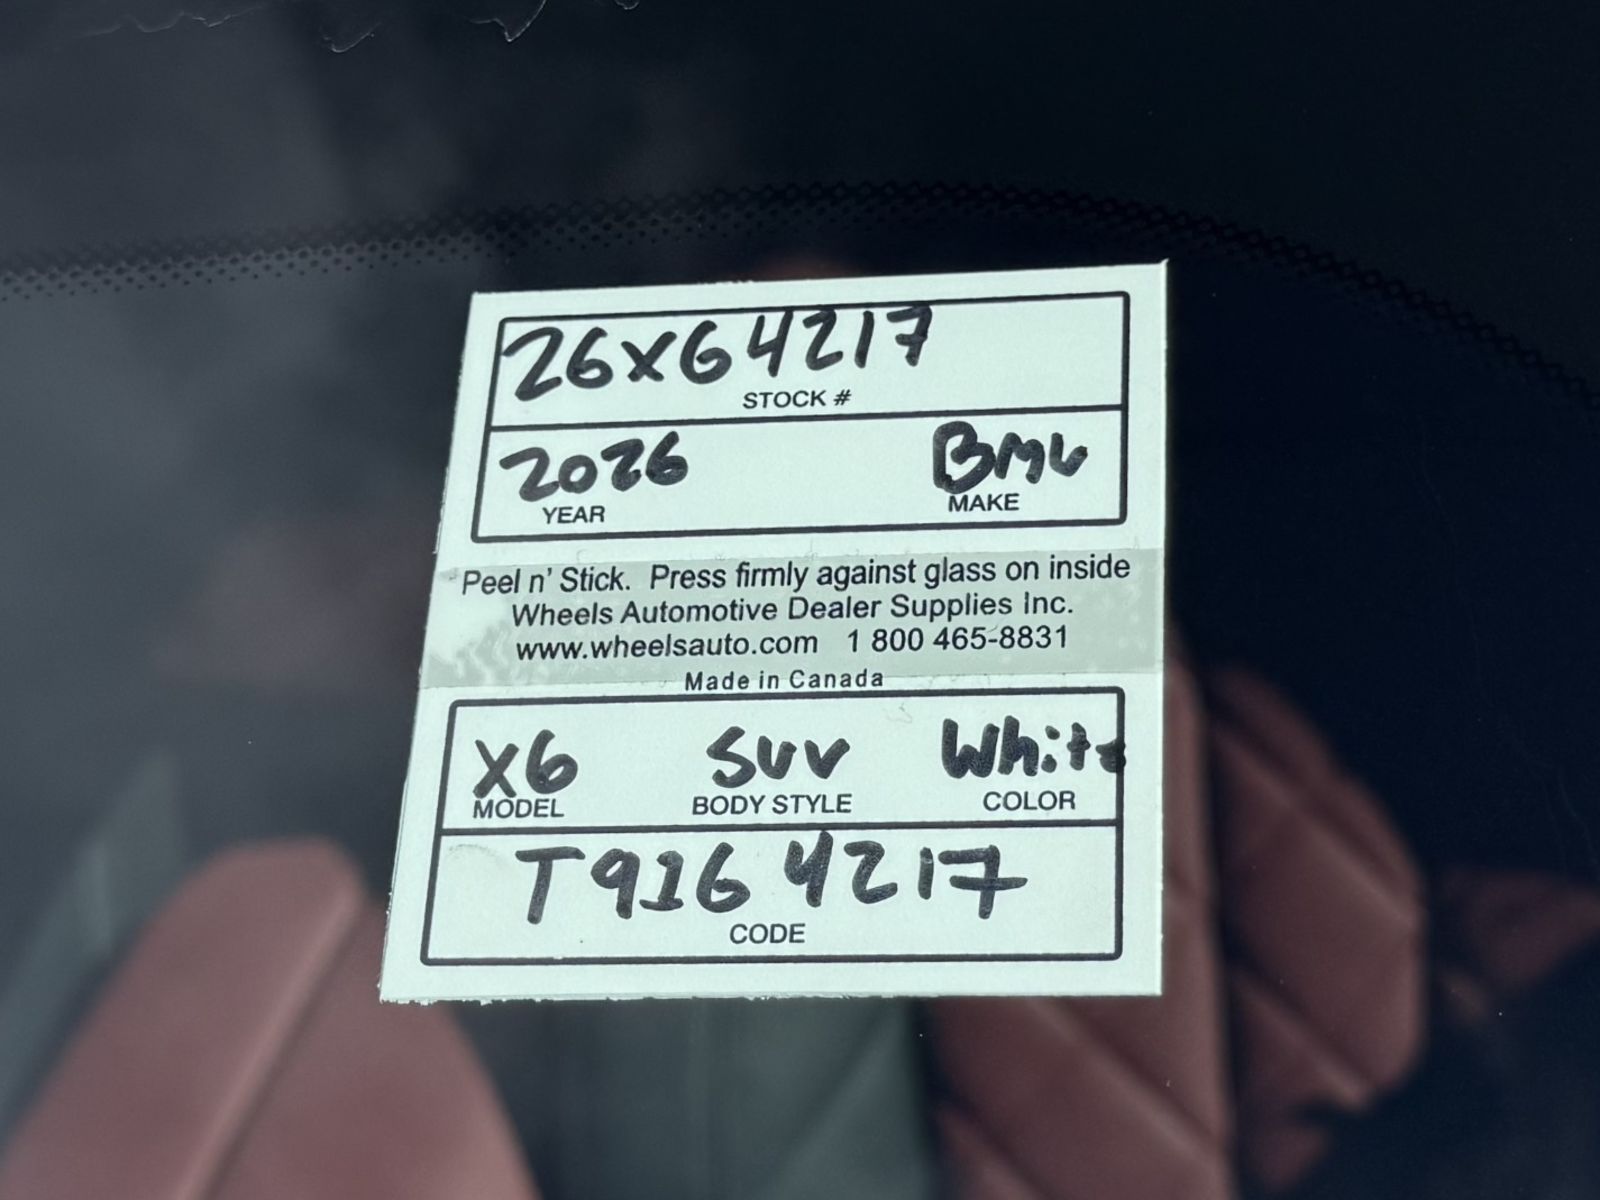 26X64217
STOCK #
2026 BMW
YEAR MAKE
Peel n' Stick. Press firmly against glass on inside
Wheels Automotive Dealer Supplies Inc.
www.wheelsauto.com 1 800 465-8831
Made in Canada
X6 SUV White
MODEL BODY STYLE COLOR
T9164217
CODE